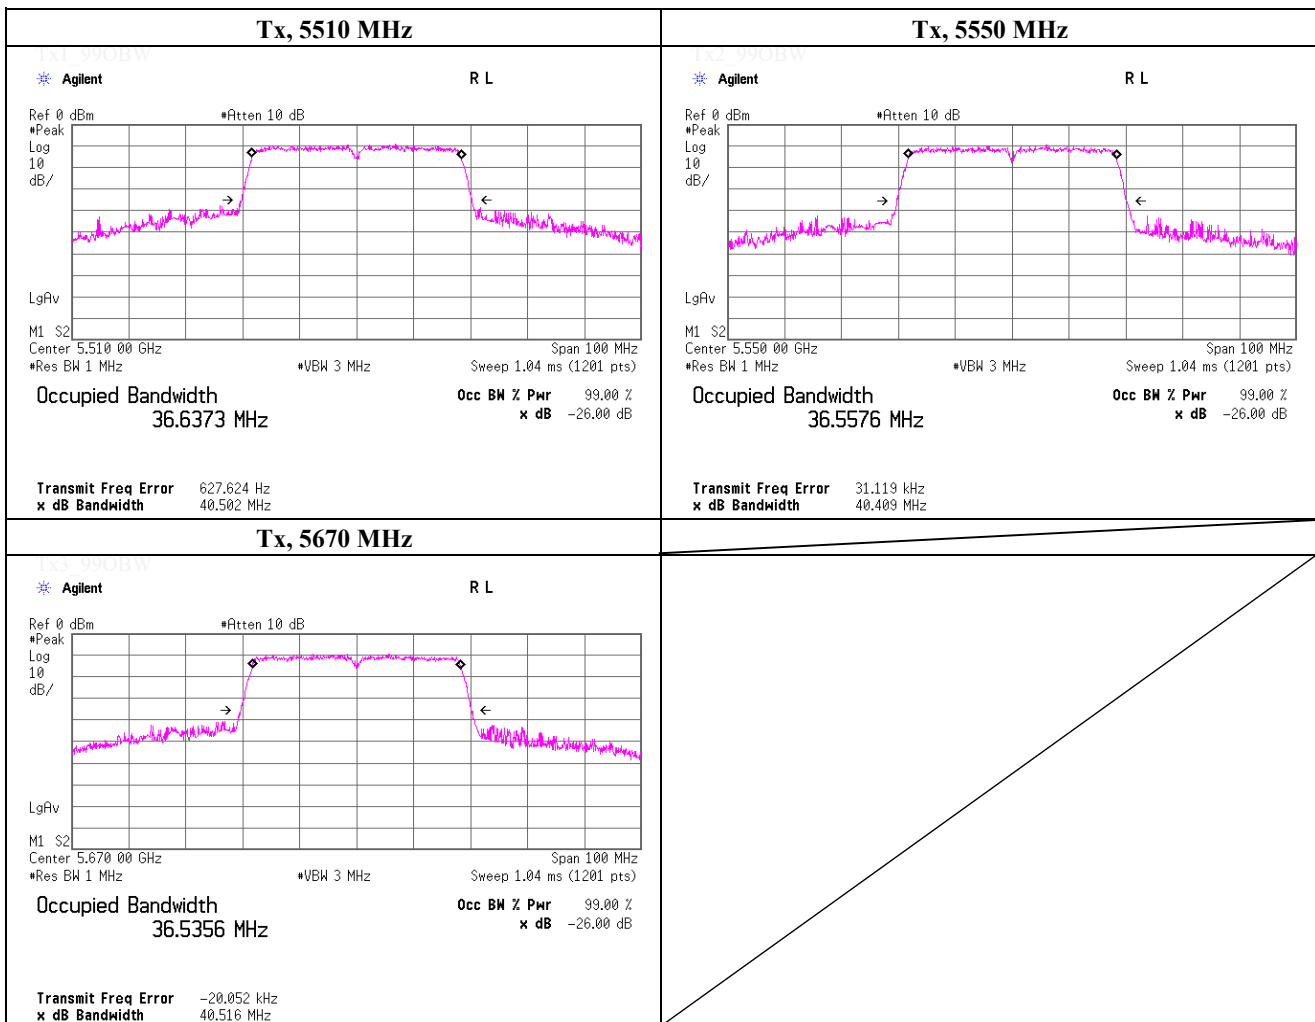 Tx, 5510 MHz
Tx1_99OBW
Agilent R L
Ref 0 dBm #Atten 10 dB
#Peak
Log
10
dB/
LgAv
M1 S2
Center 5.510 00 GHz Span 100 MHz
#Res BW 1 MHz #VBW 3 MHz Sweep 1.04 ms (1201 pts)
Occupied Bandwidth Occ BW % Pwr 99.00 %
36.6373 MHz x dB -26.00 dB
Transmit Freq Error 627.624 Hz
x dB Bandwidth 40.502 MHz
Tx, 5550 MHz
Tx2_99OBW
Agilent R L
Ref 0 dBm #Atten 10 dB
#Peak
Log
10
dB/
LgAv
M1 S2
Center 5.550 00 GHz Span 100 MHz
#Res BW 1 MHz #VBW 3 MHz Sweep 1.04 ms (1201 pts)
Occupied Bandwidth Occ BW % Pwr 99.00 %
36.5576 MHz x dB -26.00 dB
Transmit Freq Error 31.119 kHz
x dB Bandwidth 40.409 MHz
Tx, 5670 MHz
Tx3_99OBW
Agilent R L
Ref 0 dBm #Atten 10 dB
#Peak
Log
10
dB/
LgAv
M1 S2
Center 5.670 00 GHz Span 100 MHz
#Res BW 1 MHz #VBW 3 MHz Sweep 1.04 ms (1201 pts)
Occupied Bandwidth Occ BW % Pwr 99.00 %
36.5356 MHz x dB -26.00 dB
Transmit Freq Error -20.052 kHz
x dB Bandwidth 40.516 MHz